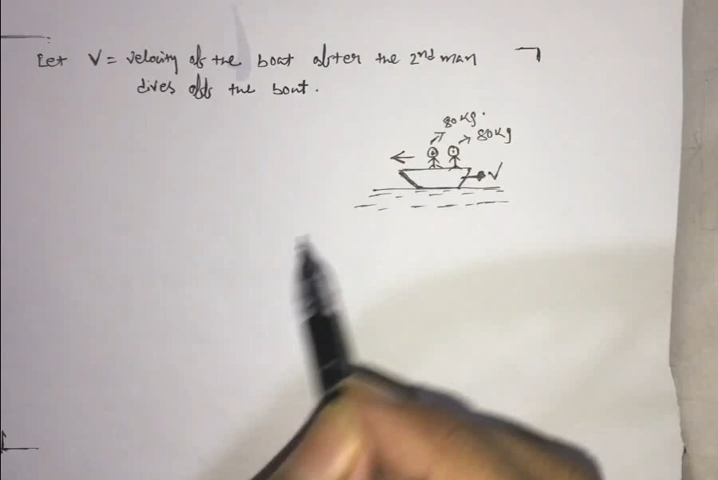 Let V = velocity of the boat after the 2nd man
dives off the boat.
80 Kg.
80 Kg
V